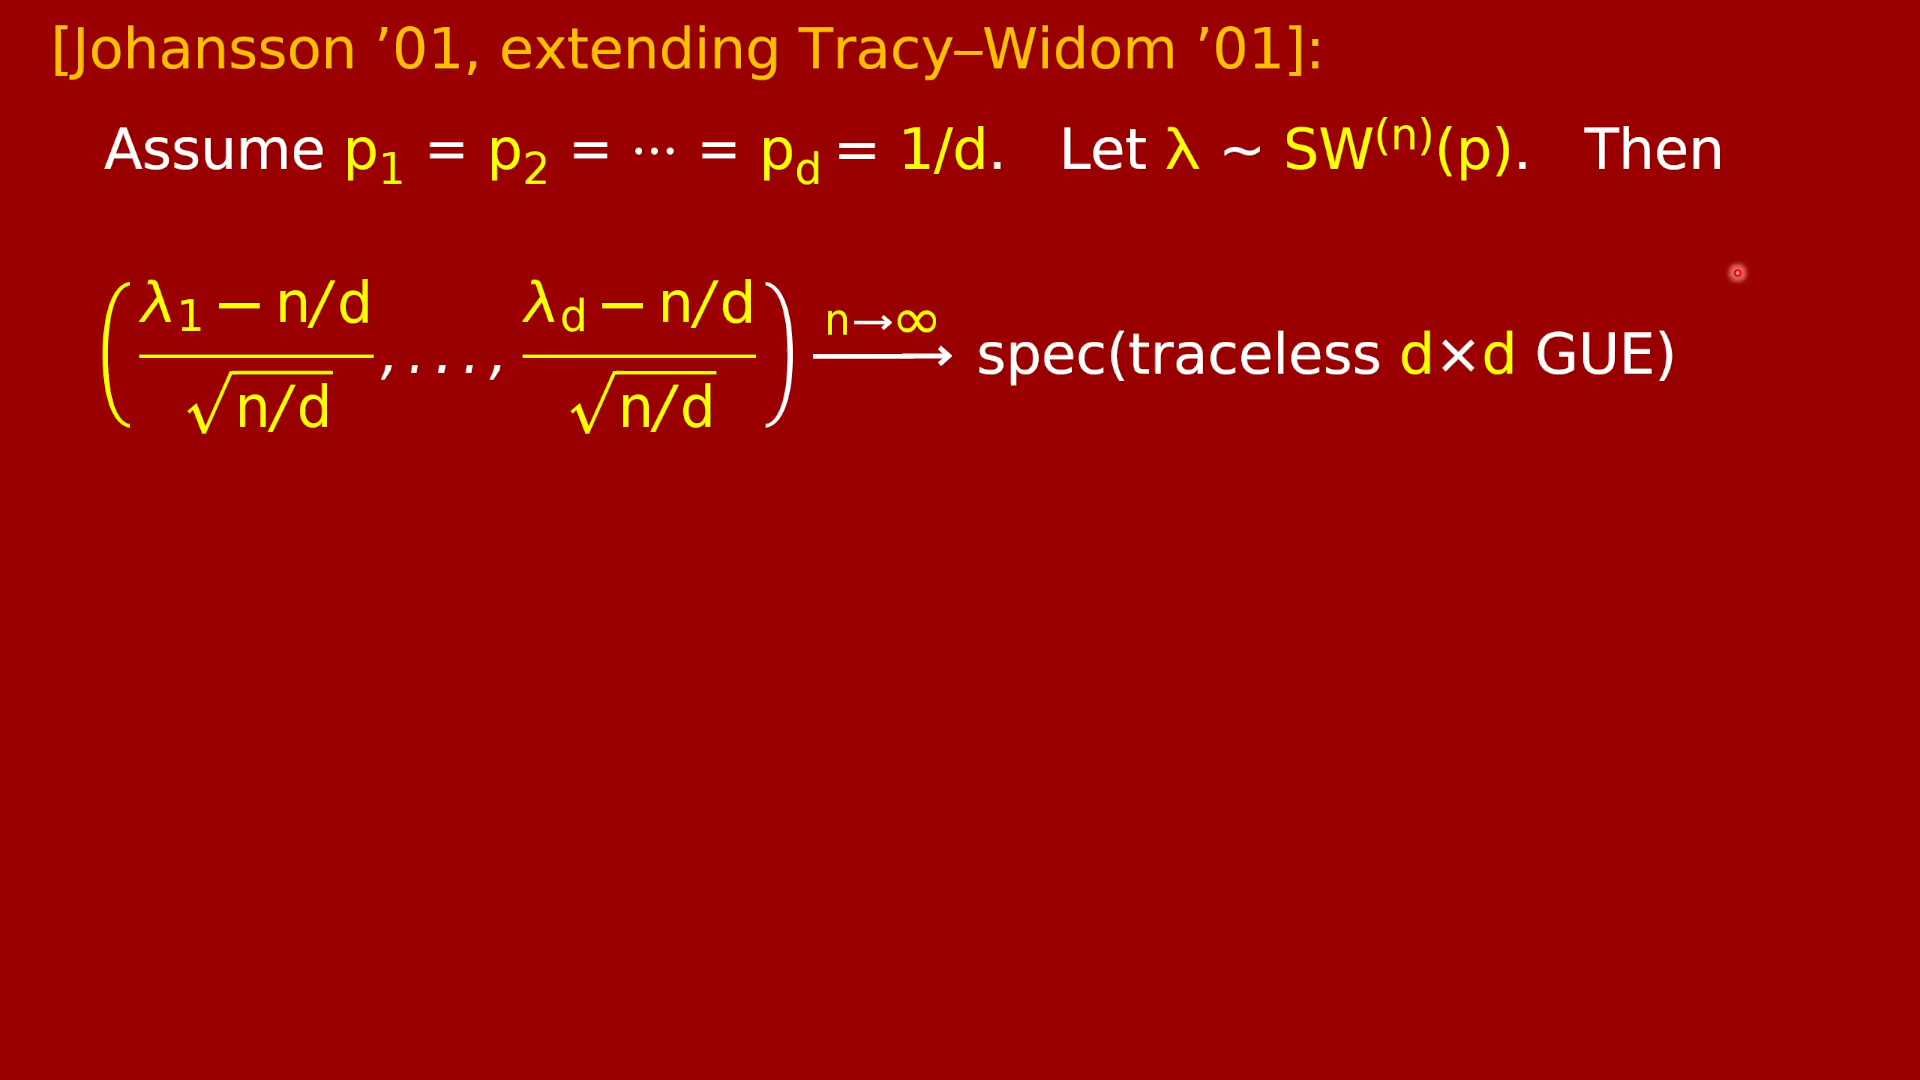 [Johansson ’01, extending Tracy–Widom ’01]:
Assume p₁ = p₂ = ⋯ = p_d = 1/d. Let λ ~ SW⁽ⁿ⁾(p). Then
( (λ₁ − n/d)/√(n/d) , . . . , (λ_d − n/d)/√(n/d) ) n→∞ ⟶ spec(traceless d×d GUE)